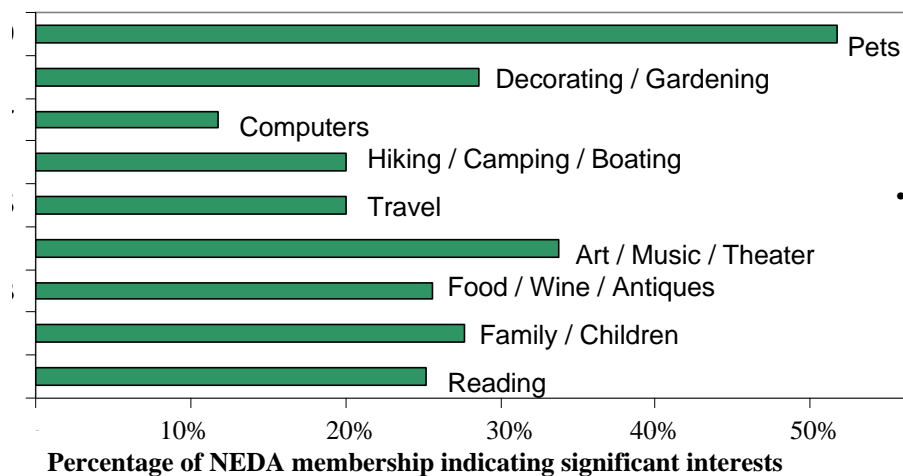 Pets
Decorating / Gardening
Computers
Hiking / Camping / Boating
Travel
Art / Music / Theater
Food / Wine / Antiques
Family / Children
Reading
10% 20% 30% 40% 50%
Percentage of NEDA membership indicating significant interests